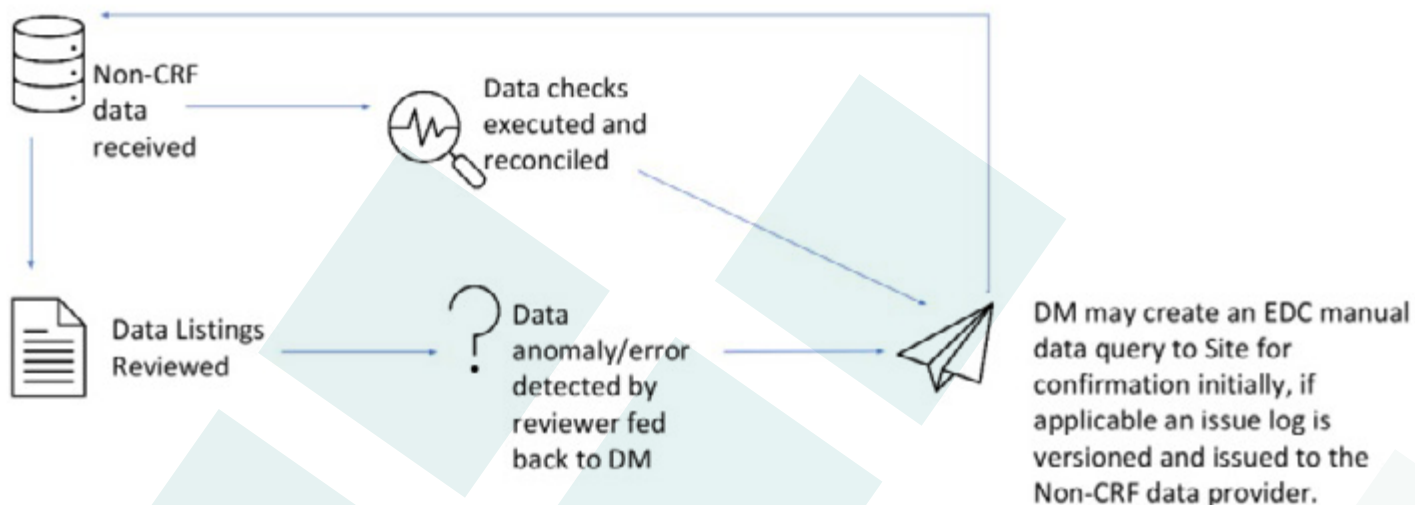 Non-CRF
data
received
Data checks
executed and
reconciled
Data Listings
Reviewed
Data
anomaly/error
detected by
reviewer fed
back to DM
DM may create an EDC manual
data query to Site for
confirmation initially, if
applicable an issue log is
versioned and issued to the
Non-CRF data provider.